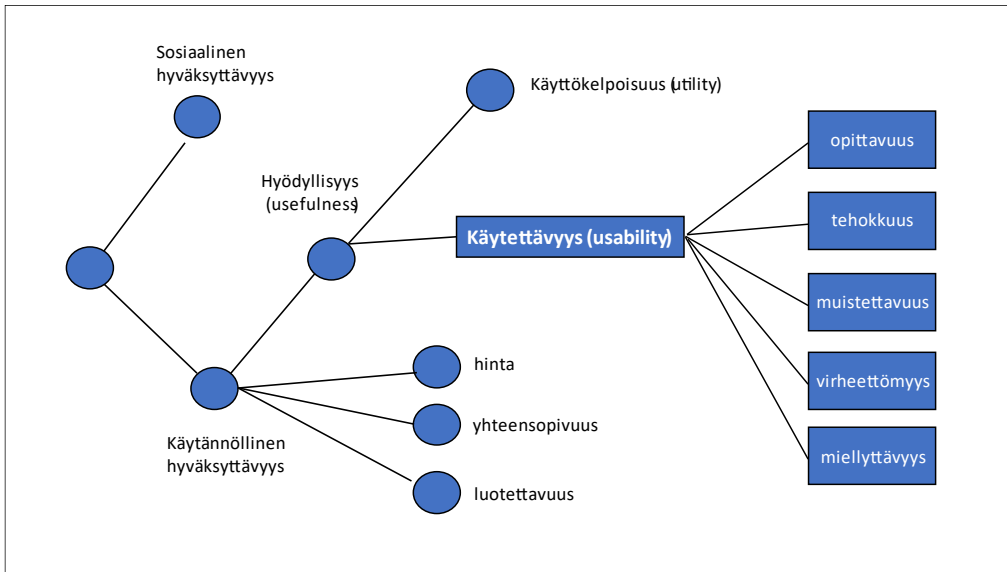 Sosiaalinen
hyväksyttävyys
Käyttökelpoisuus (utility)
Hyödyllisyys
(usefulness)
Käytettävyys (usability)
opittavuus
tehokkuus
muistettavuus
virheettömyys
miellyttävyys
hinta
yhteensopivuus
luotettavuus
Käytännöllinen
hyväksyttävyys